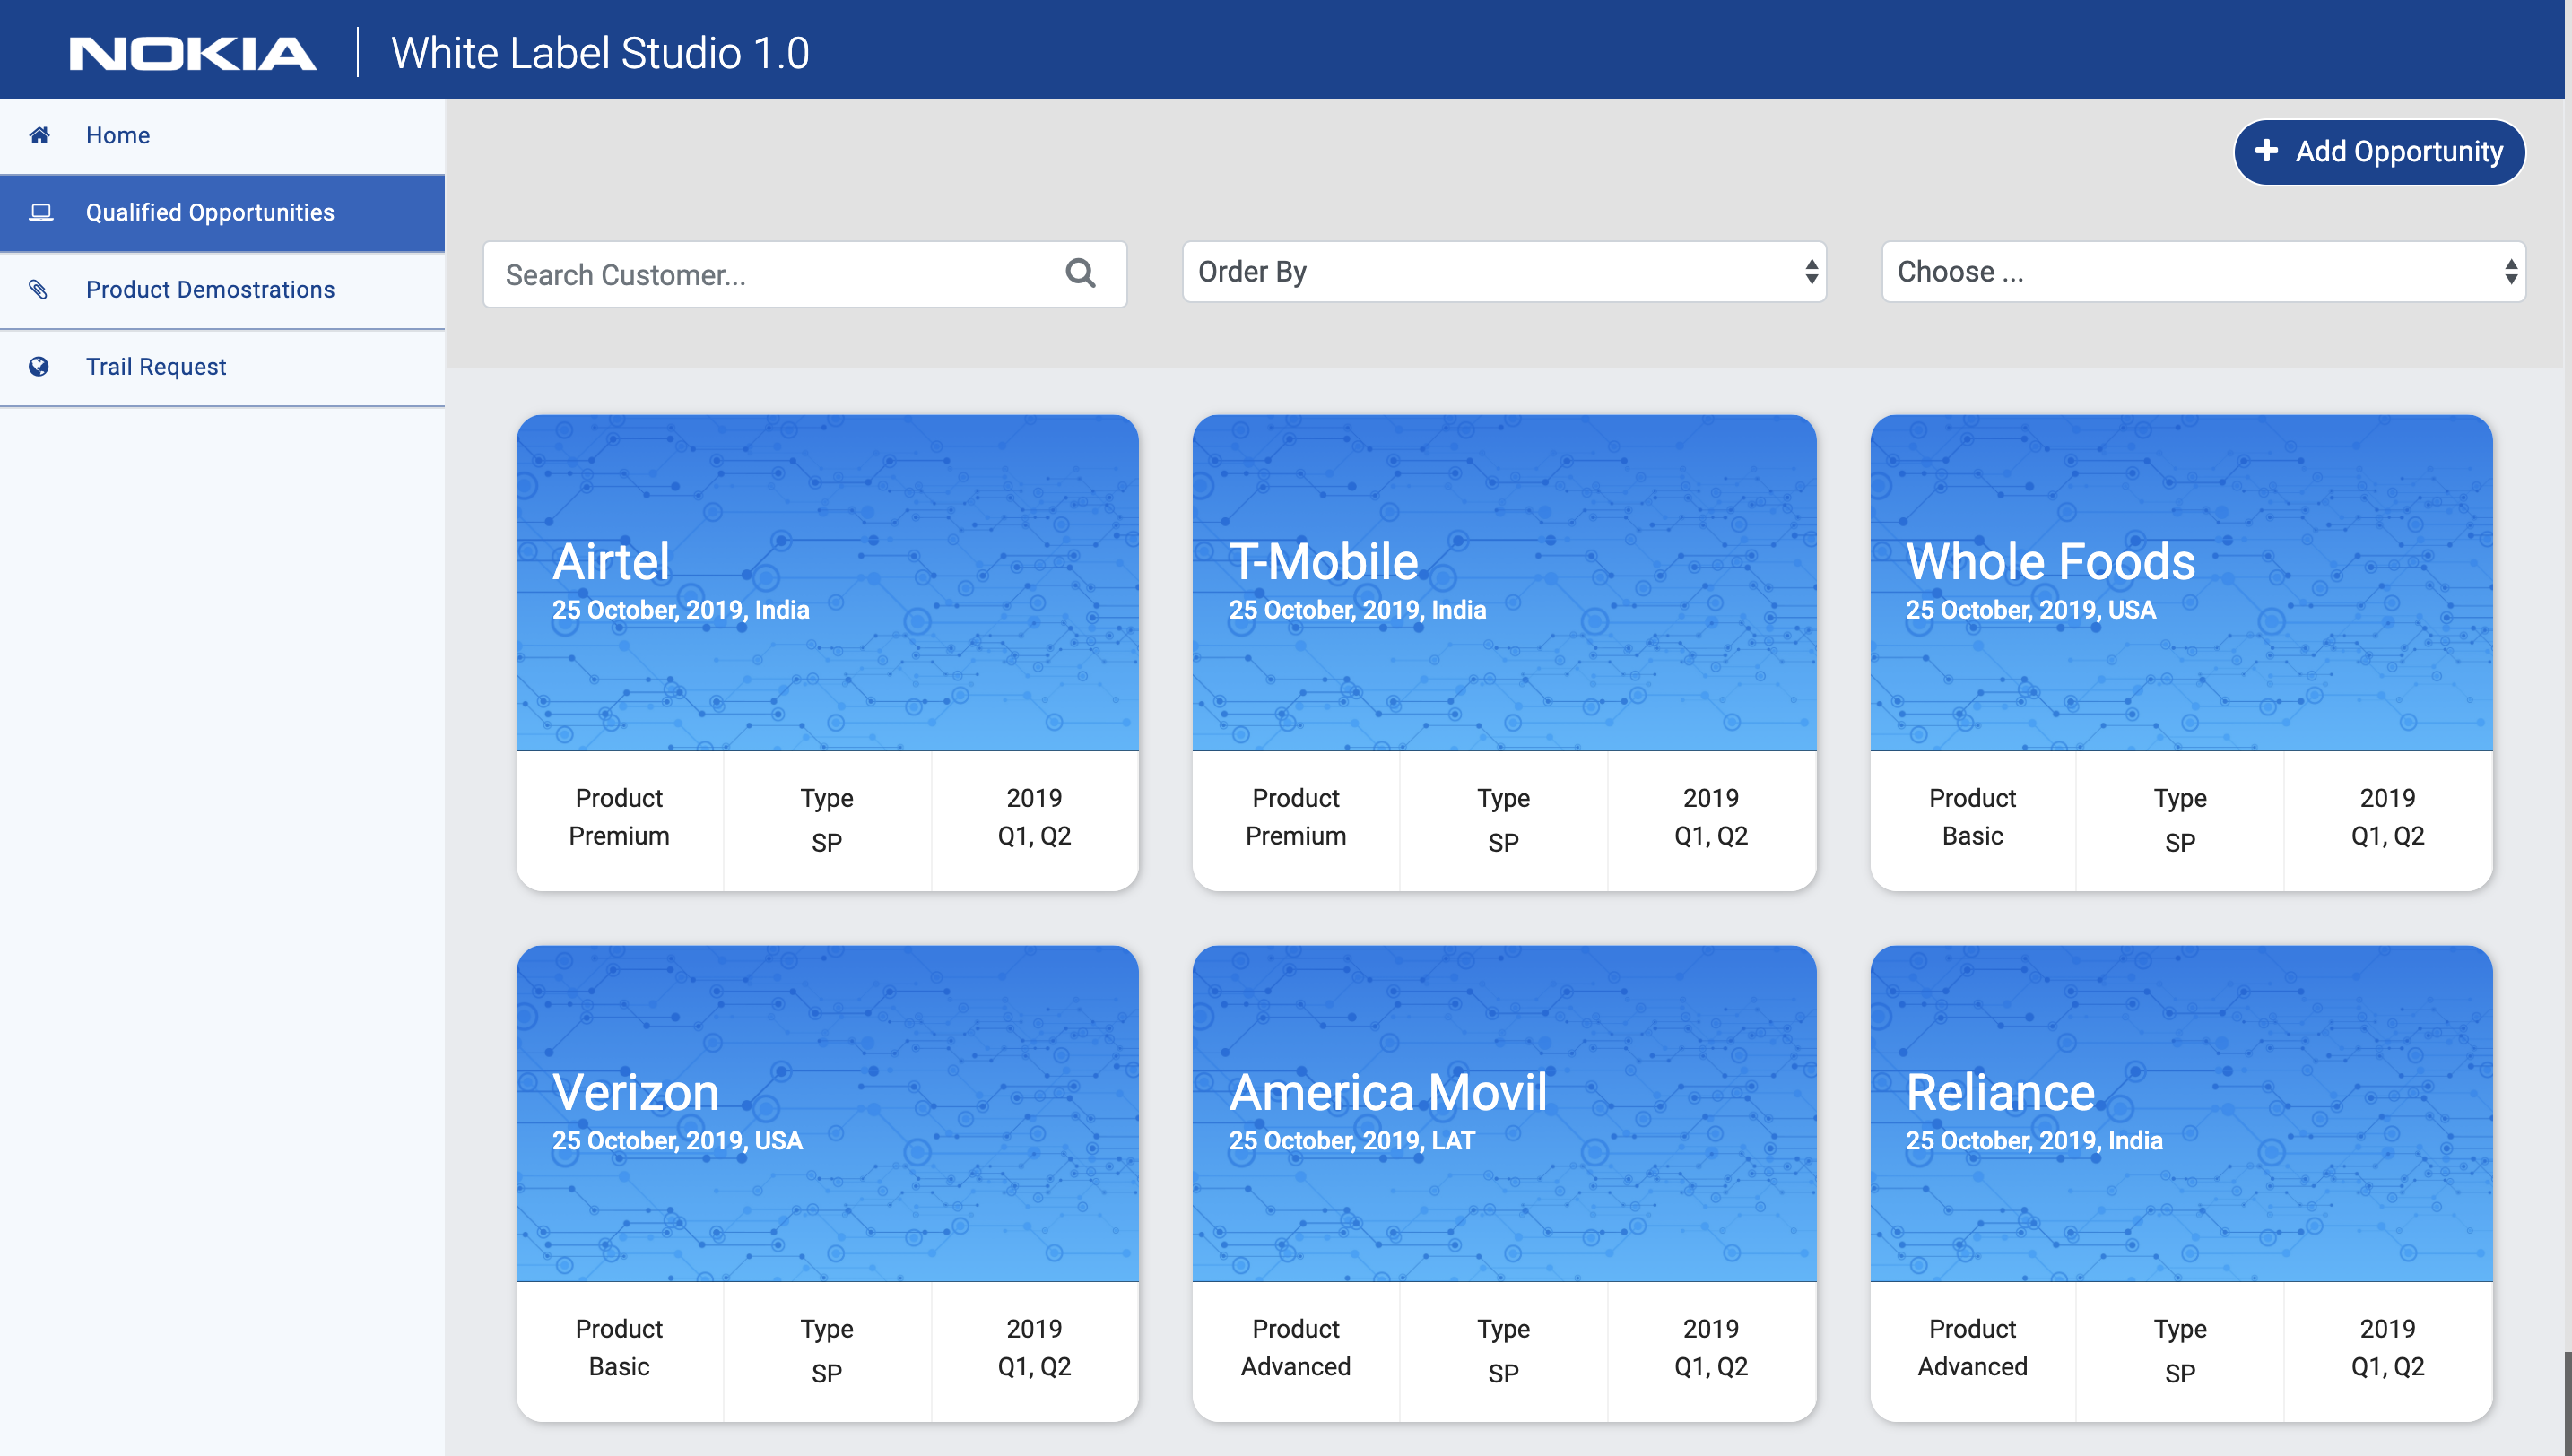 NOKIA White Label Studio 1.0
Home
Qualified Opportunities
Product Demostrations
Trail Request
+ Add Opportunity
Search Customer...
Order By
Choose ...
Airtel
25 October, 2019, India
Product
Premium
Type
SP
2019
Q1, Q2
T-Mobile
25 October, 2019, India
Product
Premium
Type
SP
2019
Q1, Q2
Whole Foods
25 October, 2019, USA
Product
Basic
Type
SP
2019
Q1, Q2
Verizon
25 October, 2019, USA
Product
Basic
Type
SP
2019
Q1, Q2
America Movil
25 October, 2019, LAT
Product
Advanced
Type
SP
2019
Q1, Q2
Reliance
25 October, 2019, India
Product
Advanced
Type
SP
2019
Q1, Q2